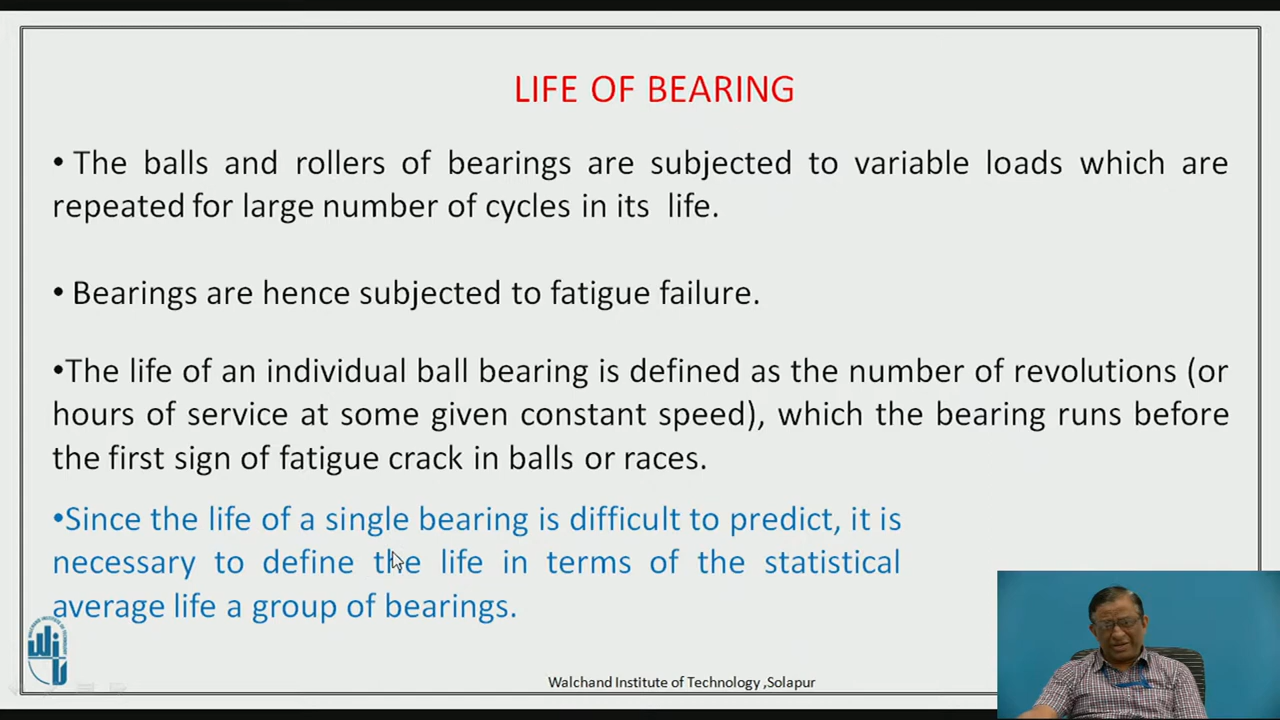 LIFE OF BEARING
• The balls and rollers of bearings are subjected to variable loads which are
repeated for large number of cycles in its life.
• Bearings are hence subjected to fatigue failure.
•The life of an individual ball bearing is defined as the number of revolutions (or
hours of service at some given constant speed), which the bearing runs before
the first sign of fatigue crack in balls or races.
•Since the life of a single bearing is difficult to predict, it is
necessary to define the life in terms of the statistical
average life a group of bearings.
Walchand Institute of Technology ,Solapur